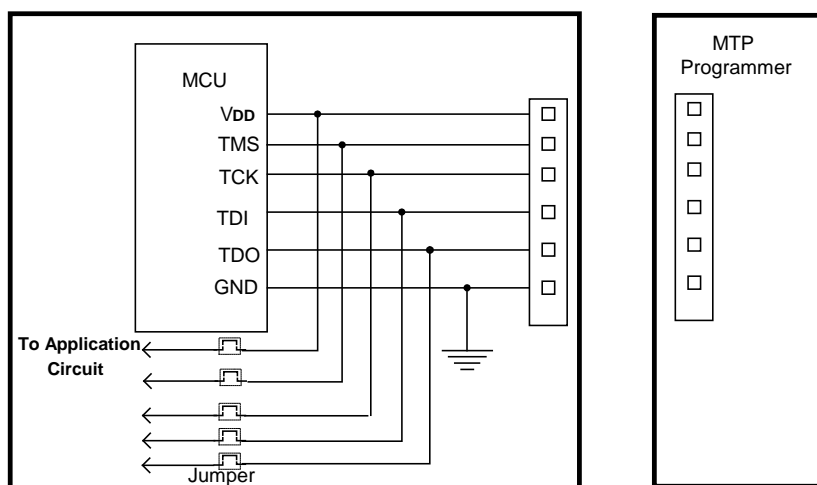 MCU
VDD
TMS
TCK
TDI
TDO
GND
To Application
Circuit
Jumper
MTP
Programmer